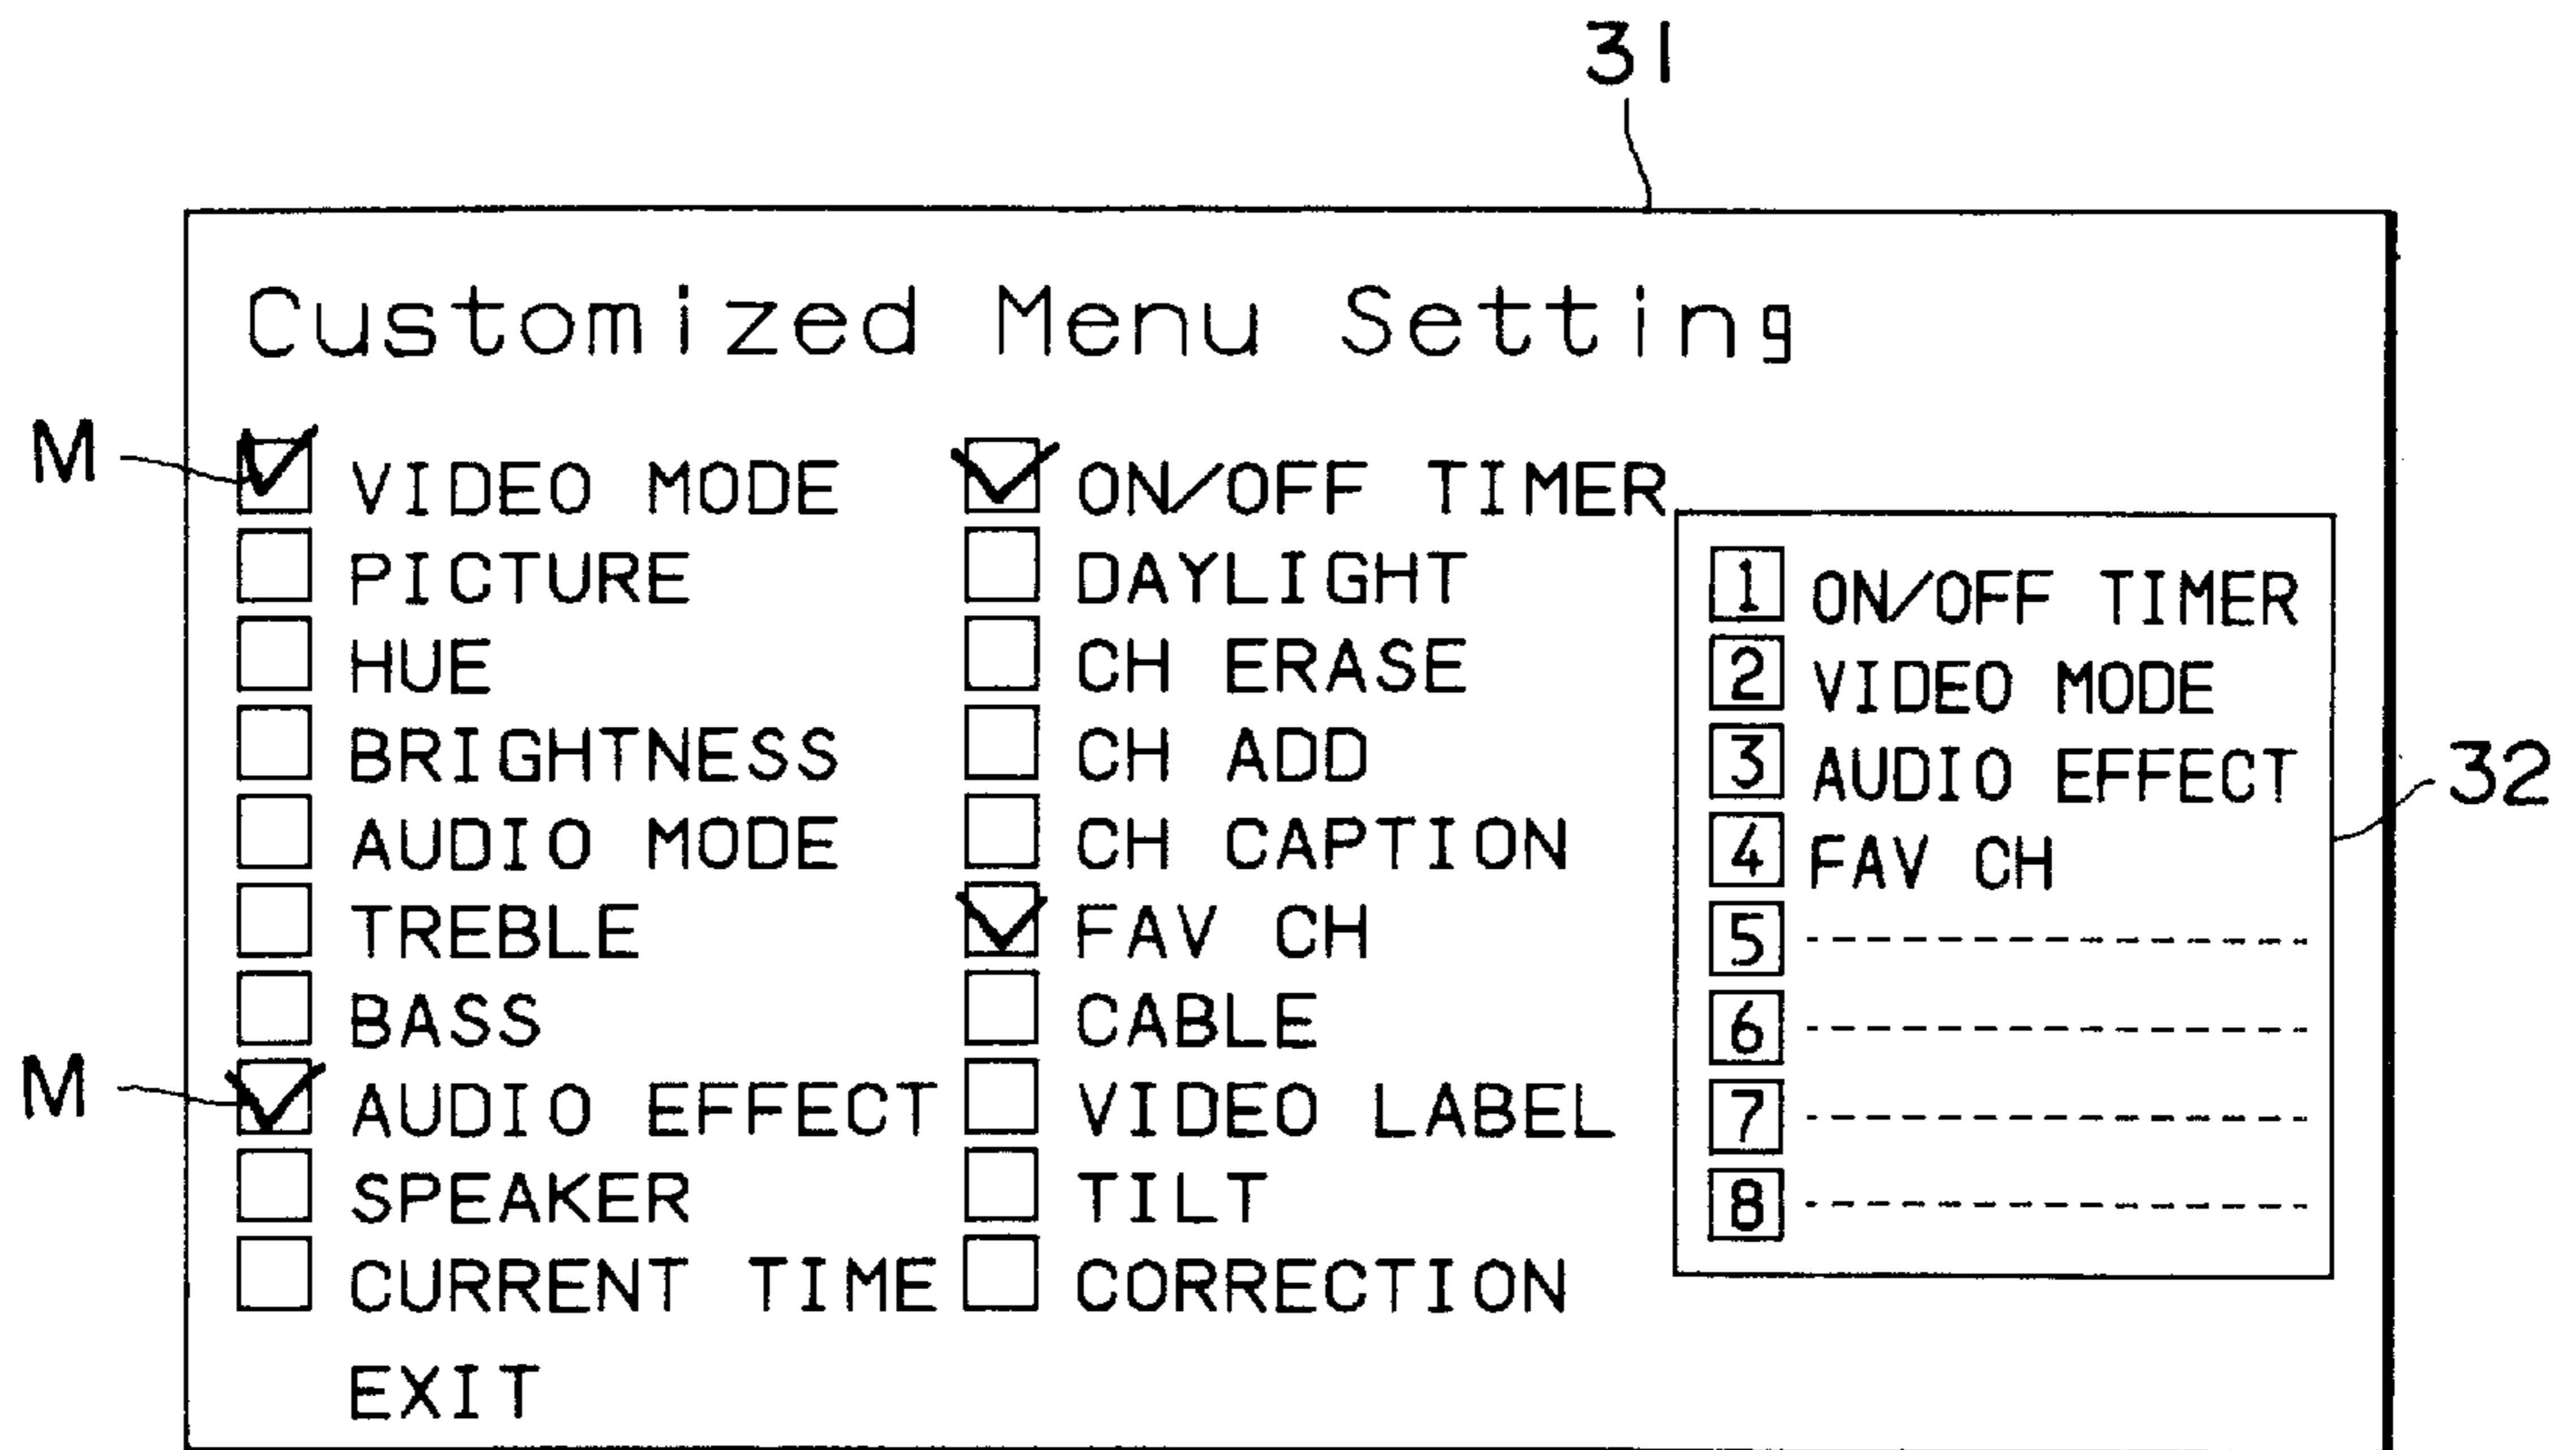 31
Customized Menu Setting
M
VIDEO MODE
PICTURE
HUE
BRIGHTNESS
AUDIO MODE
TREBLE
BASS
M
AUDIO EFFECT
SPEAKER
CURRENT TIME
EXIT
ON/OFF TIMER
DAYLIGHT
CH ERASE
CH ADD
CH CAPTION
FAV CH
CABLE
VIDEO LABEL
TILT
CORRECTION
1 ON/OFF TIMER
2 VIDEO MODE
3 AUDIO EFFECT
4 FAV CH
5 --------------
6 --------------
7 --------------
8 --------------
32